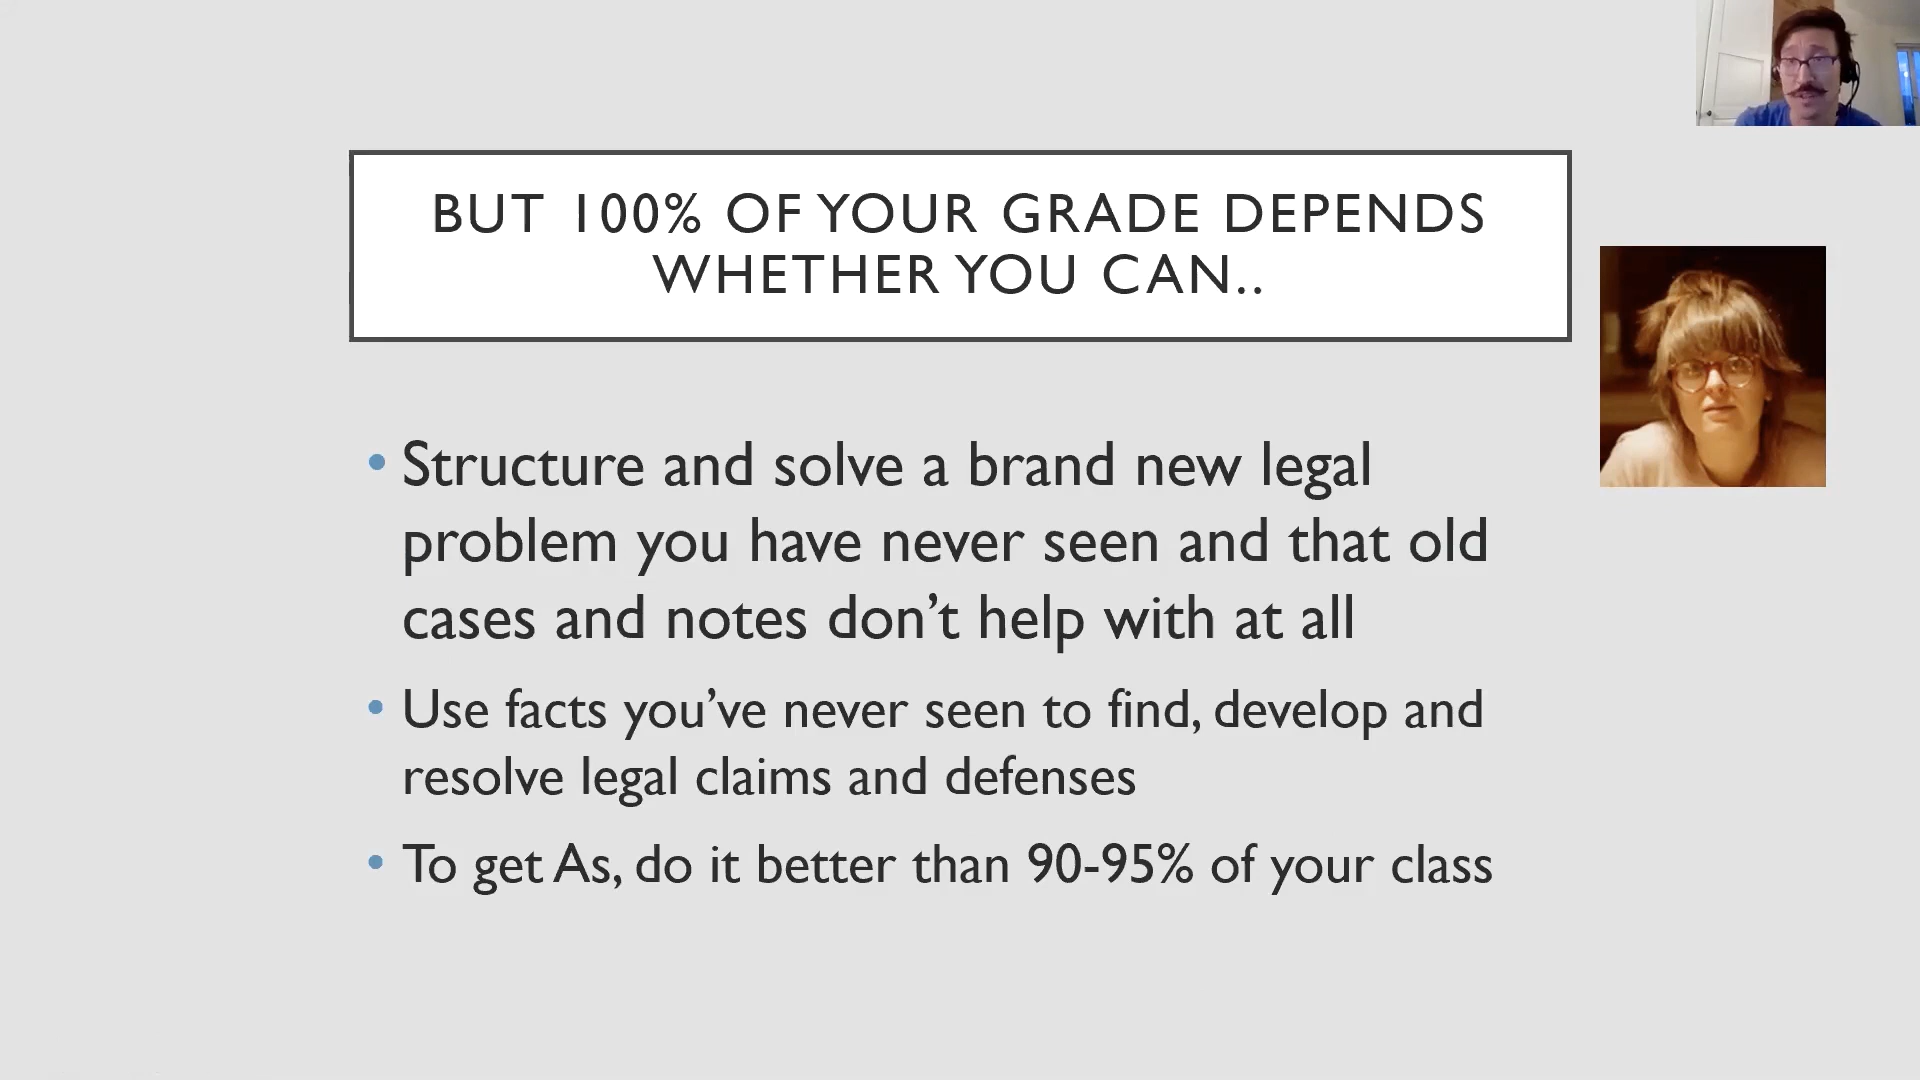 BUT 100% OF YOUR GRADE DEPENDS
WHETHER YOU CAN..
• Structure and solve a brand new legal
problem you have never seen and that old
cases and notes don’t help with at all
• Use facts you’ve never seen to find, develop and
resolve legal claims and defenses
• To get As, do it better than 90-95% of your class